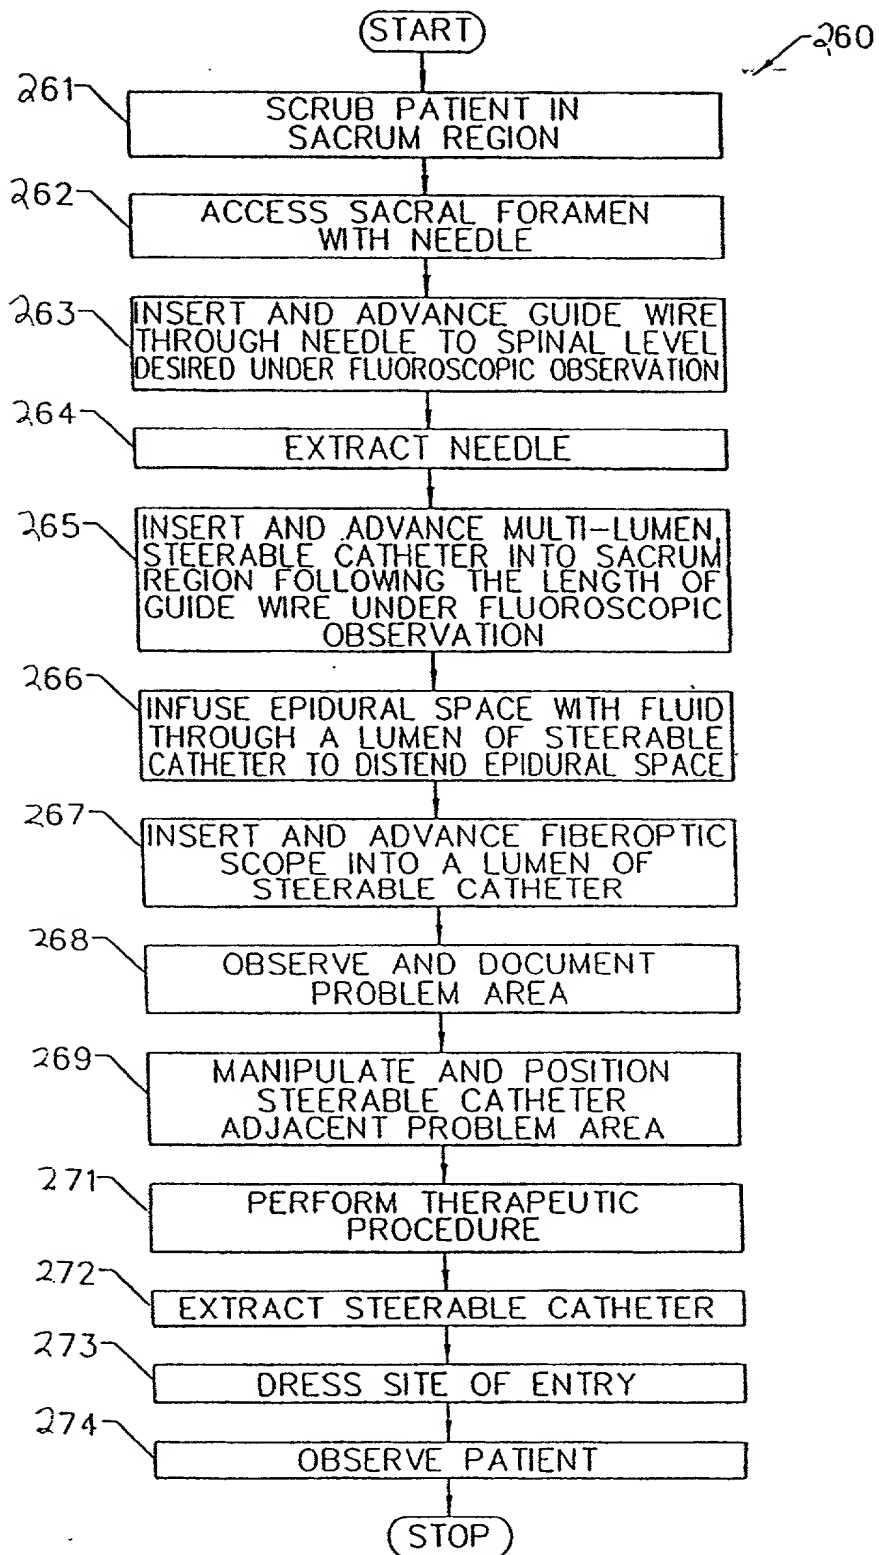 START
260
261
SCRUB PATIENT IN
SACRUM REGION
262
ACCESS SACRAL FORAMEN
WITH NEEDLE
263
INSERT AND ADVANCE GUIDE WIRE
THROUGH NEEDLE TO SPINAL LEVEL
DESIRED UNDER FLUOROSCOPIC OBSERVATION
264
EXTRACT NEEDLE
265
INSERT AND ADVANCE MULTI-LUMEN,
STEERABLE CATHETER INTO SACRUM
REGION FOLLOWING THE LENGTH OF
GUIDE WIRE UNDER FLUOROSCOPIC
OBSERVATION
266
INFUSE EPIDURAL SPACE WITH FLUID
THROUGH A LUMEN OF STEERABLE
CATHETER TO DISTEND EPIDURAL SPACE
267
INSERT AND ADVANCE FIBEROPTIC
SCOPE INTO A LUMEN OF
STEERABLE CATHETER
268
OBSERVE AND DOCUMENT
PROBLEM AREA
269
MANIPULATE AND POSITION
STEERABLE CATHETER
ADJACENT PROBLEM AREA
271
PERFORM THERAPEUTIC
PROCEDURE
272
EXTRACT STEERABLE CATHETER
273
DRESS SITE OF ENTRY
274
OBSERVE PATIENT
STOP